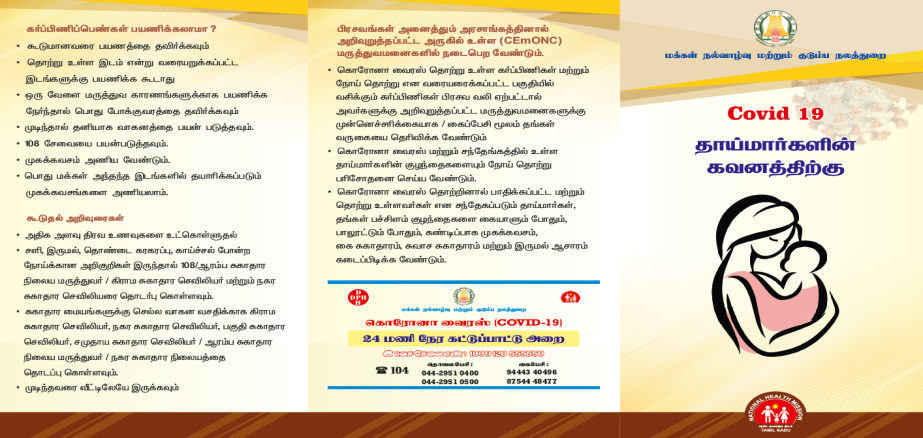 கர்ப்பிணிப்பெண்கள் பயணிக்கலாமா ?
• கூடுமானவரை பயணத்தை தவிர்க்கவும்
• தொற்று உள்ள இடம் என்று வரையறுக்கப்பட்ட
இடங்களுக்கு பயணிக்க கூடாது
• ஒரு வேளை மருத்துவ காரணங்களுக்காக பயணிக்க
நேர்ந்தால் பொது போக்குவரத்தை தவிர்க்கவும்
• முடிந்தால் தனியாக வாகனத்தை பயன் படுத்தவும்.
• 108 சேவையை பயன்படுத்தவும்.
• முககவசம் அணிய வேண்டும்.
• பொது மக்கள் அந்தந்த இடங்களில் தயாரிக்கப்படும்
முககவசங்களை அணியலாம்.
கூடுதல் அறிவுரைகள்
• அதிக அளவு திரவ உணவுகளை உட்கொள்ளுதல்
• சளி, இருமல், தொண்டை கரகரப்பு, காய்ச்சல் போன்ற
நோய்க்கான அறிகுறிகள் இருந்தால் 108/ஆரம்ப சுகாதார
நிலைய மருத்துவர் / கிராம சுகாதார செவிலியர் மற்றும் நகர
சுகாதார செவிலியரை தொடர்பு கொள்ளவும்.
• சுகாதார மையங்களுக்கு செல்ல வாகன வசதிக்காக கிராம
சுகாதார செவிலியர், நகர சுகாதார செவிலியர், பகுதி சுகாதார
செவிலியர், சமுதாய சுகாதார செவிலியர் / ஆரம்ப சுகாதார
நிலைய மருத்துவர் / நகர சுகாதார நிலையத்தை
தொடப்பு கொள்ளவும்.
• முடிந்தவரை வீட்டிலேயே இருக்கவும்
பிரசவங்கள் அனைத்தும் அரசாங்கத்தினால்
அறிவுறுத்தப்பட்ட அருகில் உள்ள (CEmONC)
மருத்துவமனைகளில் நடைபெற வேண்டும்.
• கொரோனா வைரஸ் தொற்று உள்ள கர்ப்பிணிகள் மற்றும்
நோய் தொற்று என வரையரைக்கப்பட்ட பகுதியில்
வசிக்கும் கர்ப்பிணிகள் பிரசவ வலி ஏற்பட்டால்
அவர்களுக்கு அறிவுறுத்தப்பட்ட மருத்துவமனைகளுக்கு
முன்னெச்சரிக்கையாக / கைப்பேசி மூலம் தங்கள்
வருகையை தெரிவிக்க வேண்டும்
• கொரோனா வைரஸ் மற்றும் சந்தேகங்கத்தில் உள்ள
தாய்மார்களின் குழந்தைகளையும் நோய் தொற்று
பரிசோதனை செய்ய வேண்டும்.
• கொரோனா வைரஸ் தொற்றினால் பாதிக்கப்பட்ட மற்றும்
தொற்று உள்ளவர்கள் என சந்தேகப்படும் தாய்மார்கள்,
தங்கள் பச்சிளம் குழந்தைகளை கையாளும் போதும்,
பாலூட்டும் போதும், கண்டிப்பாக முககவசம்,
கை சுகாதாரம், சுவாச சுகாதாரம் மற்றும் இருமல் ஆசாரம்
கடைப்பிடிக்க வேண்டும்.
D
DPH
H
மக்கள் நல்வாழ்வு மற்றும் குடும்ப நலத்துறை
கொரோனா வைரஸ் (COVID-19)
24 மணி நேர கட்டுப்பாட்டு அறை
இலவச சேவை எண்: 1800 120 555550
☎ 104
தொலைபேசி :
044-2951 0400
044-2951 0500
கைபேசி :
94443 40496
87544 48477
மக்கள் நல்வாழ்வு மற்றும் குடும்ப நலத்துறை
Covid 19
தாய்மார்களின்
கவனத்திற்கு
NATIONAL HEALTH MISSION
TAMIL NADU